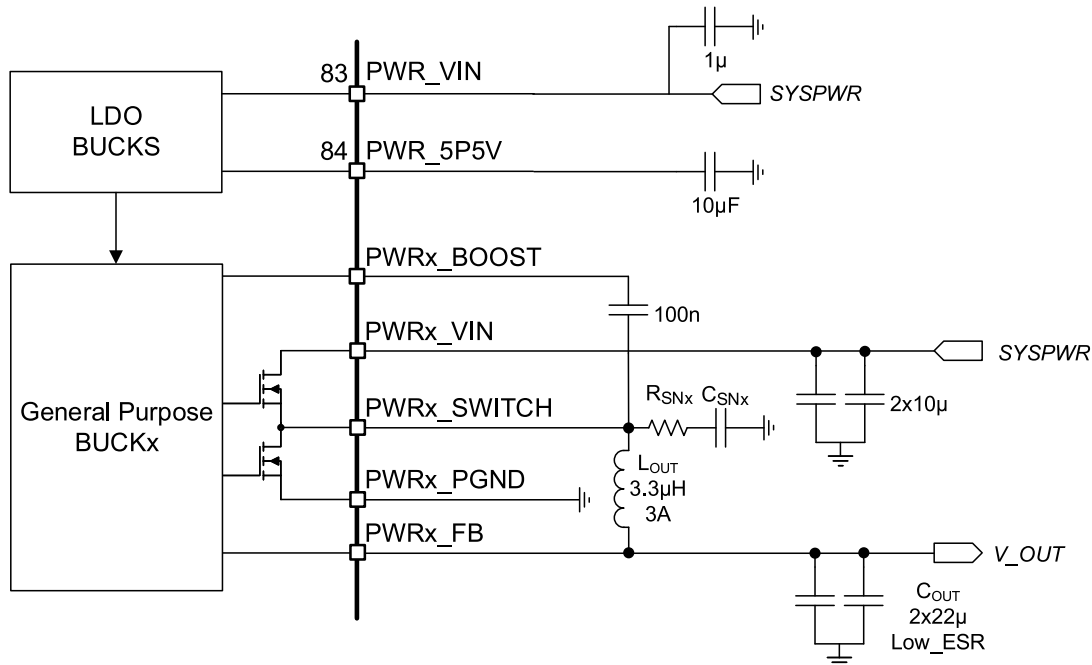 1µ
83
PWR_VIN
SYSPWR
LDO
BUCKS
84
PWR_5P5V
10µF
PWRx_BOOST
100n
PWRx_VIN
SYSPWR
RSNx
CSNx
2x10µ
General Purpose
BUCKx
PWRx_SWITCH
LOUT
3.3µH
3A
PWRx_PGND
PWRx_FB
V_OUT
COUT
2x22µ
Low_ESR